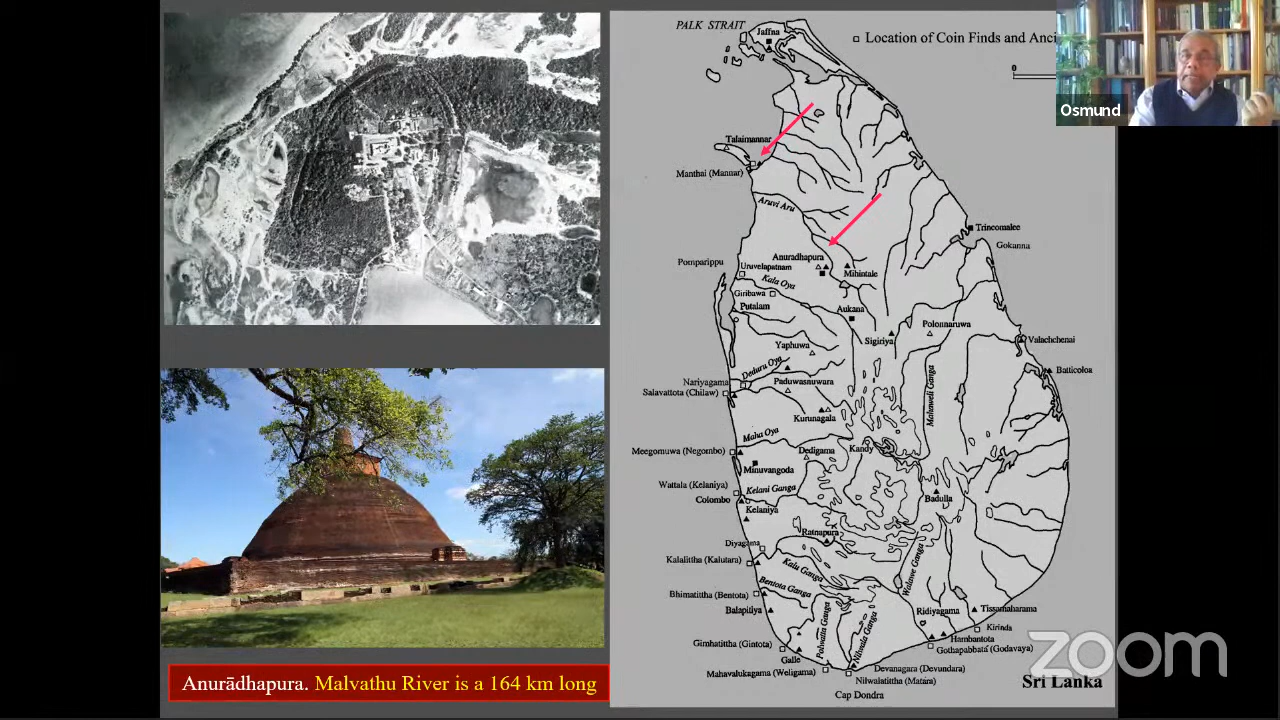 PALK STRAIT
Jaffna
Location of Coin Finds and Anci
0
Osmund
Talaimannar
Manthai (Mannar)
Aruvi Aru
Trincomalee
Gokanna
Anuradhapura
Pomparippu
Uruvelapatnam
Mihintale
Kala Oya
Giribawa
Putalam
Aukana
Polonnaruwa
Sigiriya
Valachchenai
Yaphuwa
Deduru Oya
Batticoloa
Nariyagama
Paduwasnuwara
Salavattota (Chilaw)
Mahaweli Ganga
Kurunagala
Maha Oya
Meegomuwa (Negombo)
Dedigama
Kandy
Minuvangoda
Wattala (Kelaniya)
Kelani Ganga
Colombo
Badulla
Kelaniya
Ratnapura
Diyagama
Kalalittha (Kalutara)
Kalu Ganga
Welawe Ganga
Bentota Ganga
Bhimatittha (Bentota)
Balapitiya
Ridiyagama
Tissamaharama
Polwatta Ganga
Nilwala Ganga
Kirinda
Hambantota
Gimhatittha (Gintota)
Gothapabbata (Godavaya)
Galle
Devanagara (Devundara)
Mahavalukagama (Weligama)
Nilwalatittha (Matara)
Cap Dondra
Sri Lanka
zoom
Anurādhapura. Malvathu River is a 164 km long